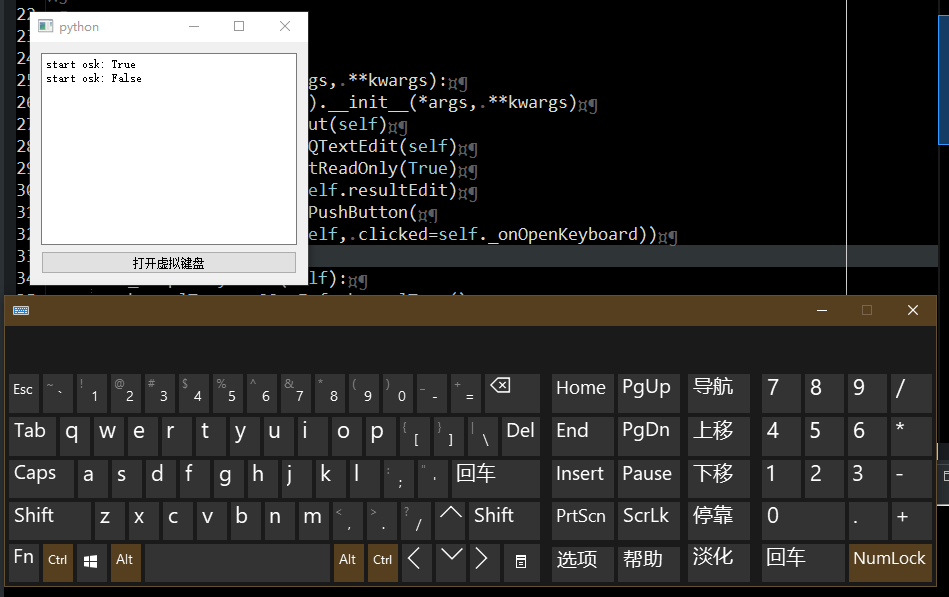 22
python
23
start osk: True
24
start osk: False
25
gs, **kwargs):
26
).__init__(*args, **kwargs)
27
ut(self)
28
QTextEdit(self)
29
tReadOnly(True)
30
elf.resultEdit)
31
PushButton(
32
elf, clicked=self._onOpenKeyboard))
33
打开虚拟键盘
34
lf):
Esc ~ ` ! 1 @ 2 # 3 $ 4 % 5 ^ 6 & 7 * 8 ( 9 ) 0 _ - + = Home PgUp 导航 7 8 9 /
Tab q w e r t y u i o p { [ } ] | \ Del End PgDn 上移 4 5 6 *
Caps a s d f g h j k l : ; " ' 回车 Insert Pause 下移 1 2 3 -
Shift z x c v b n m < , > . ? / Shift PrtScn ScrLk 停靠 0 . +
Fn Ctrl Alt Alt Ctrl 选项 帮助 淡化 回车 NumLock